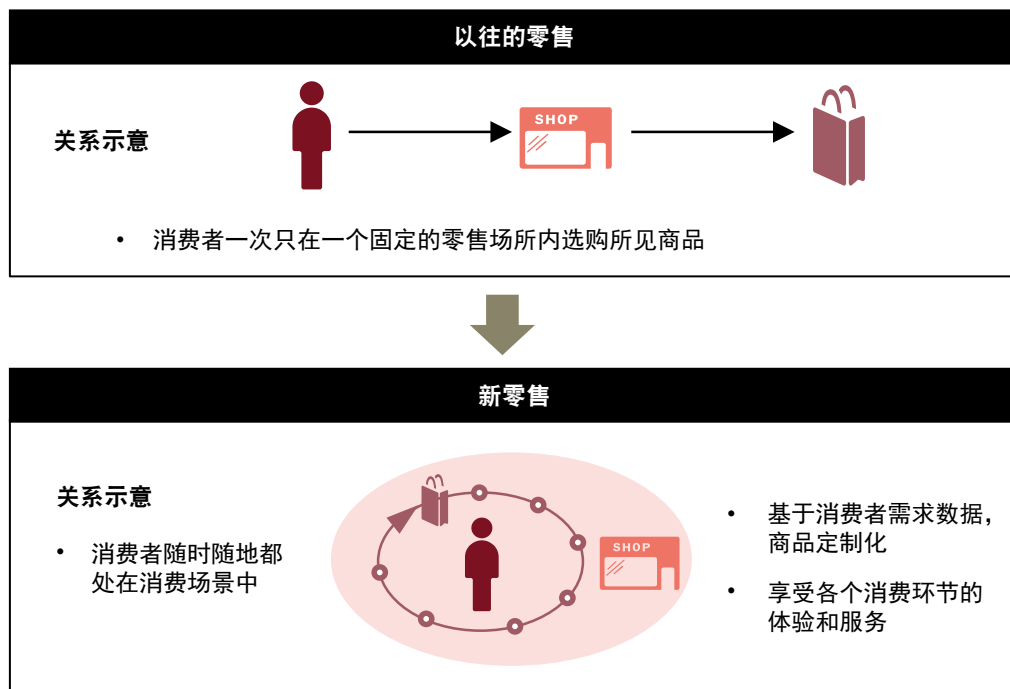 以往的零售
关系示意
SHOP
• 消费者一次只在一个固定的零售场所内选购所见商品
新零售
关系示意
• 消费者随时随地都
处在消费场景中
SHOP
• 基于消费者需求数据，
商品定制化
• 享受各个消费环节的
体验和服务